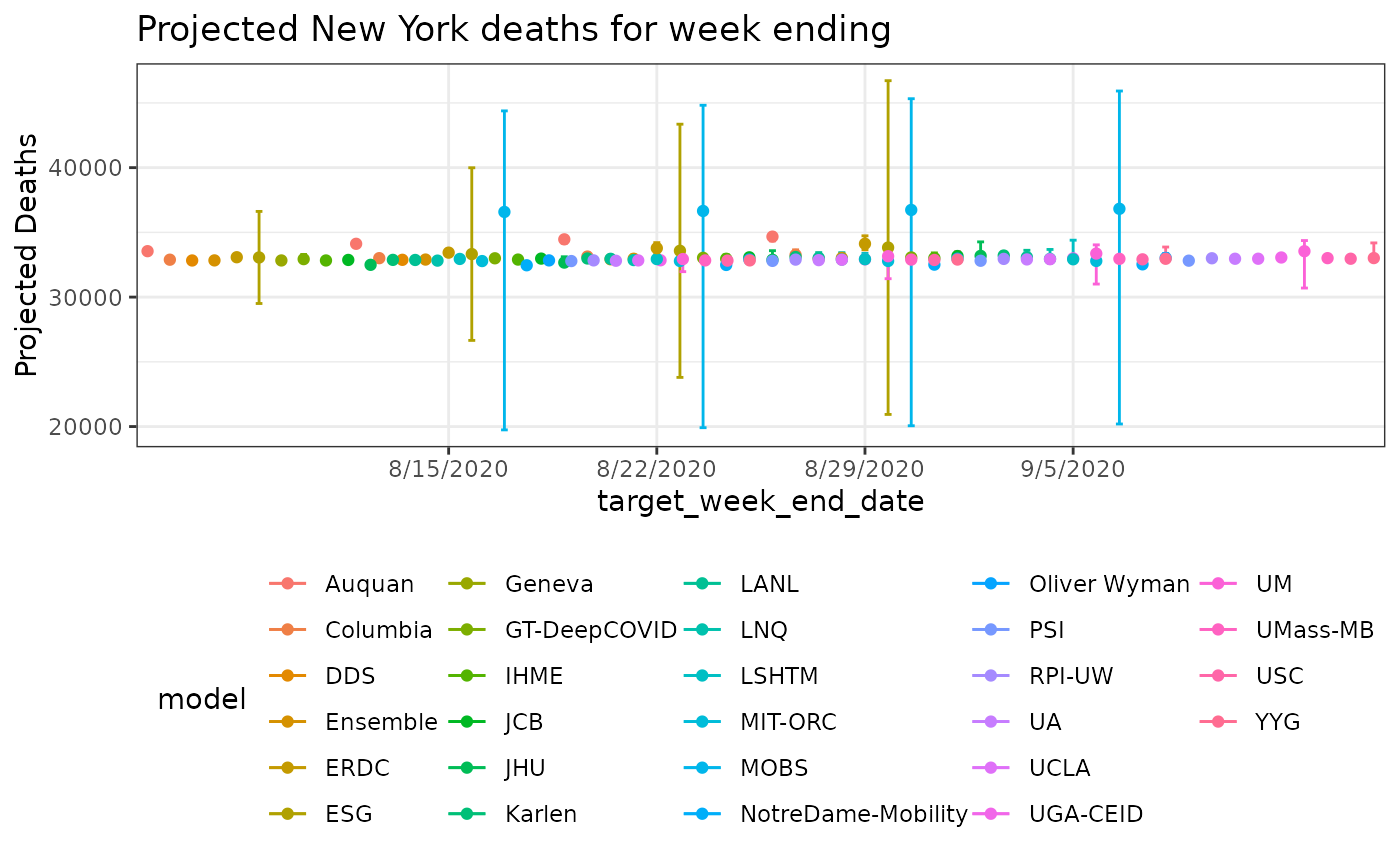 Projected New York deaths for week ending
Projected Deaths
40000
30000
20000
8/15/2020 8/22/2020 8/29/2020 9/5/2020
target_week_end_date
model
Auquan Geneva LANL Oliver Wyman UM
Columbia GT-DeepCOVID LNQ PSI UMass-MB
DDS IHME LSHTM RPI-UW USC
Ensemble JCB MIT-ORC UA YYG
ERDC JHU MOBS UCLA
ESG Karlen NotreDame-Mobility UGA-CEID